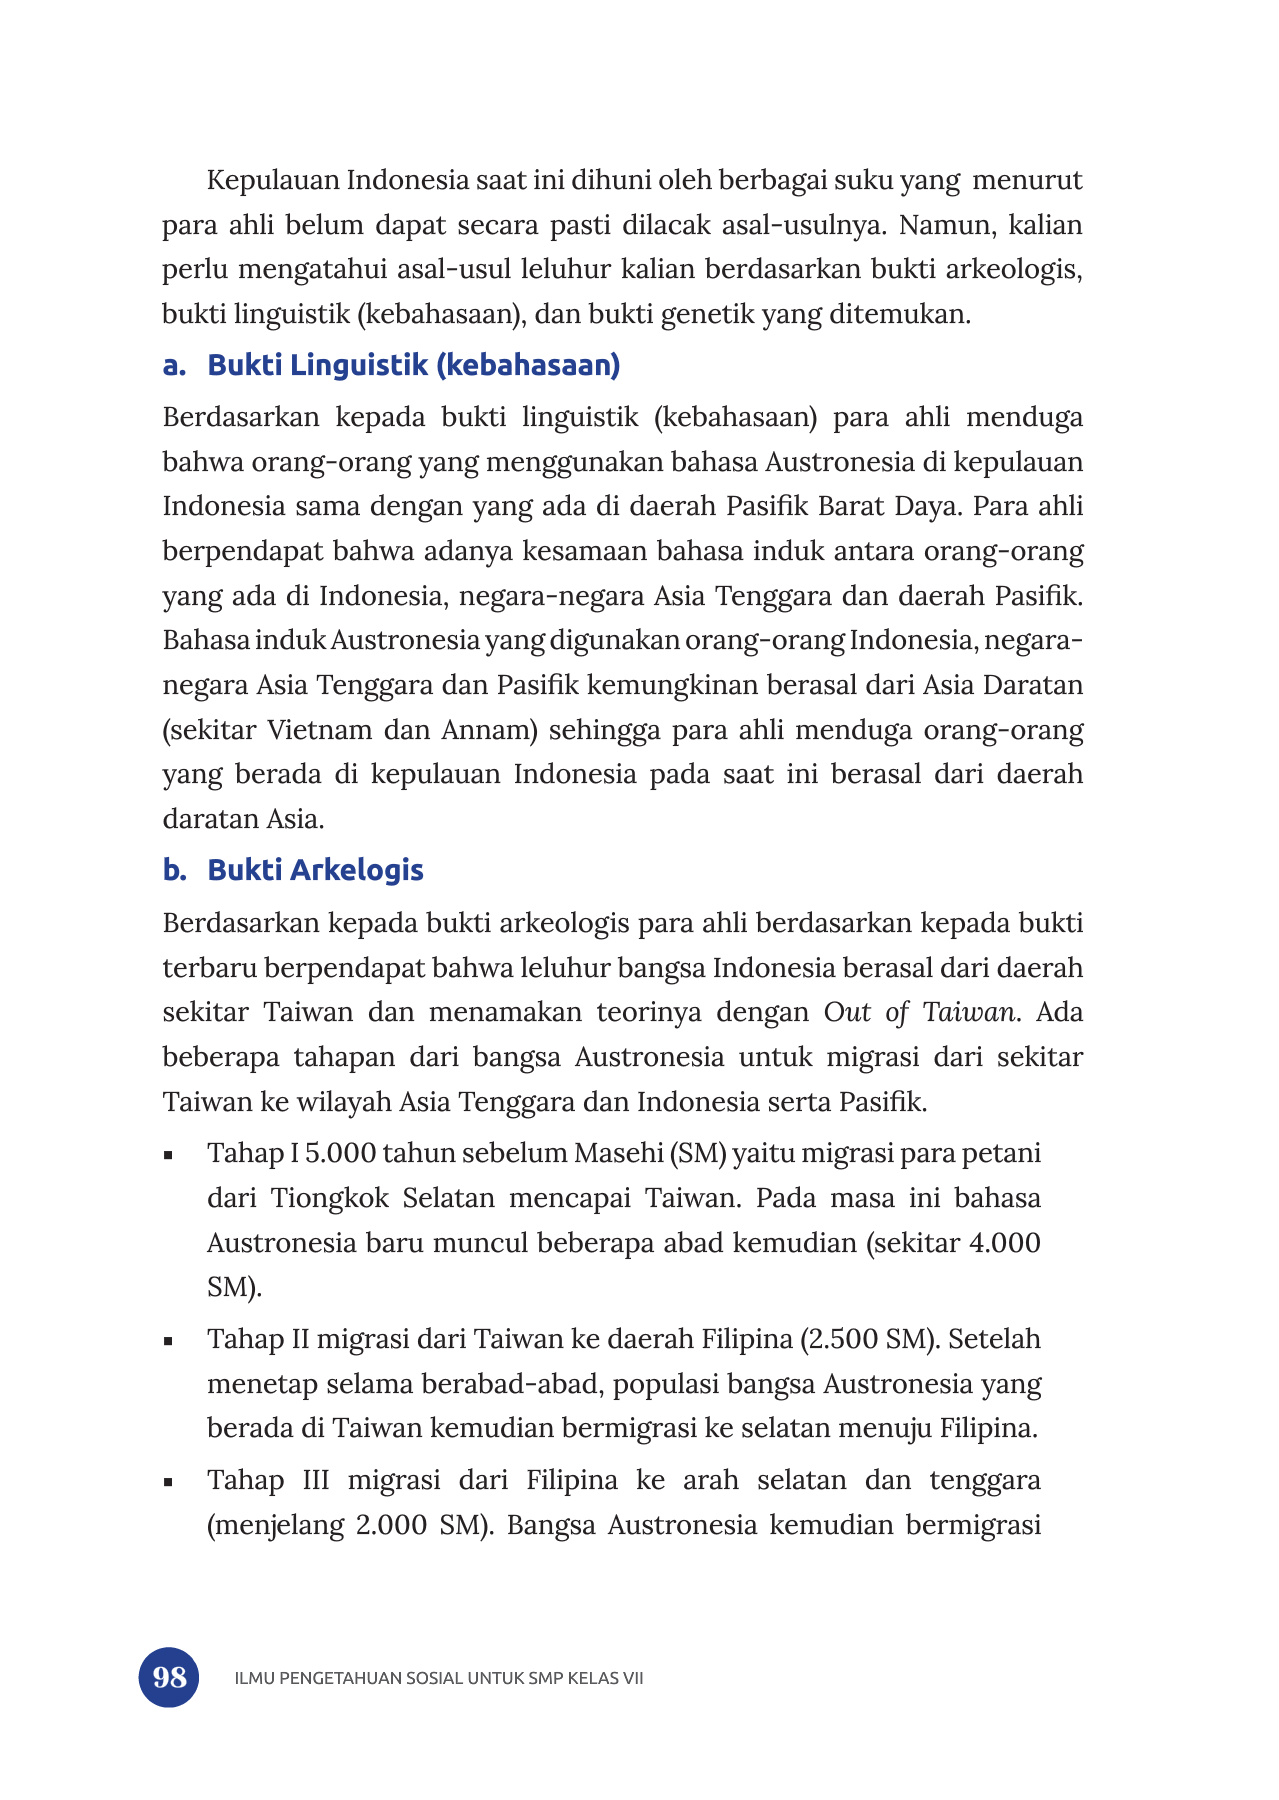 Kepulauan Indonesia saat ini dihuni oleh berbagai suku yang menurut
para ahli belum dapat secara pasti dilacak asal-usulnya. Namun, kalian
perlu mengatahui asal-usul leluhur kalian berdasarkan bukti arkeologis,
bukti linguistik (kebahasaan), dan bukti genetik yang ditemukan.
a. Bukti Linguistik (kebahasaan)
Berdasarkan kepada bukti linguistik (kebahasaan) para ahli menduga
bahwa orang-orang yang menggunakan bahasa Austronesia di kepulauan
Indonesia sama dengan yang ada di daerah Pasifik Barat Daya. Para ahli
berpendapat bahwa adanya kesamaan bahasa induk antara orang-orang
yang ada di Indonesia, negara-negara Asia Tenggara dan daerah Pasifik.
Bahasa induk Austronesia yang digunakan orang-orang Indonesia, negara-
negara Asia Tenggara dan Pasifik kemungkinan berasal dari Asia Daratan
(sekitar Vietnam dan Annam) sehingga para ahli menduga orang-orang
yang berada di kepulauan Indonesia pada saat ini berasal dari daerah
daratan Asia.
b. Bukti Arkelogis
Berdasarkan kepada bukti arkeologis para ahli berdasarkan kepada bukti
terbaru berpendapat bahwa leluhur bangsa Indonesia berasal dari daerah
sekitar Taiwan dan menamakan teorinya dengan Out of Taiwan. Ada
beberapa tahapan dari bangsa Austronesia untuk migrasi dari sekitar
Taiwan ke wilayah Asia Tenggara dan Indonesia serta Pasifik.
▪ Tahap I 5.000 tahun sebelum Masehi (SM) yaitu migrasi para petani
dari Tiongkok Selatan mencapai Taiwan. Pada masa ini bahasa
Austronesia baru muncul beberapa abad kemudian (sekitar 4.000
SM).
▪ Tahap II migrasi dari Taiwan ke daerah Filipina (2.500 SM). Setelah
menetap selama berabad-abad, populasi bangsa Austronesia yang
berada di Taiwan kemudian bermigrasi ke selatan menuju Filipina.
▪ Tahap III migrasi dari Filipina ke arah selatan dan tenggara
(menjelang 2.000 SM). Bangsa Austronesia kemudian bermigrasi
98 ILMU PENGETAHUAN SOSIAL UNTUK SMP KELAS VII